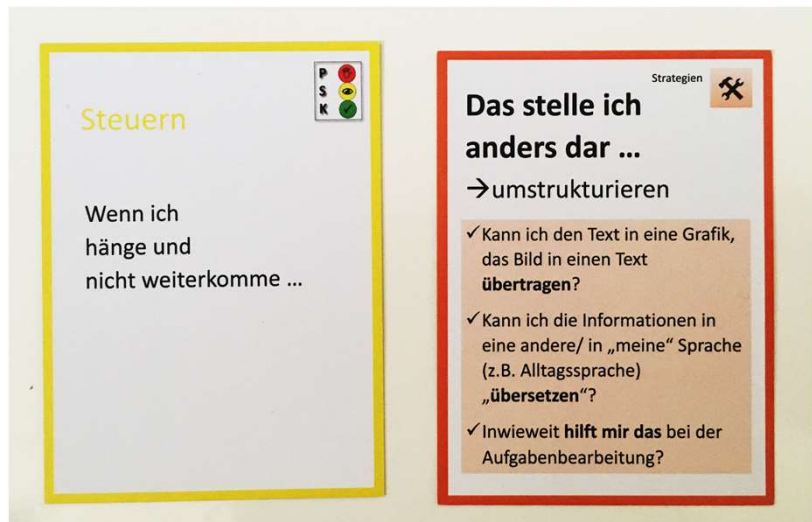 P
S
K
Steuern
Wenn ich
hänge und
nicht weiterkomme ...
Strategien
Das stelle ich
anders dar ...
→umstrukturieren
✓Kann ich den Text in eine Grafik,
das Bild in einen Text
übertragen?
✓Kann ich die Informationen in
eine andere/ in „meine“ Sprache
(z.B. Alltagssprache)
„übersetzen“?
✓Inwieweit hilft mir das bei der
Aufgabenbearbeitung?